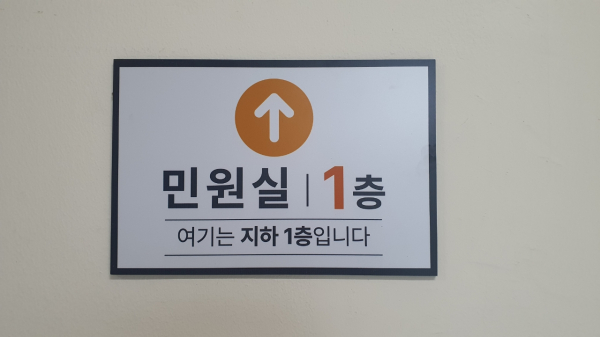 민원실 | 1층
여기는 지하 1층입니다